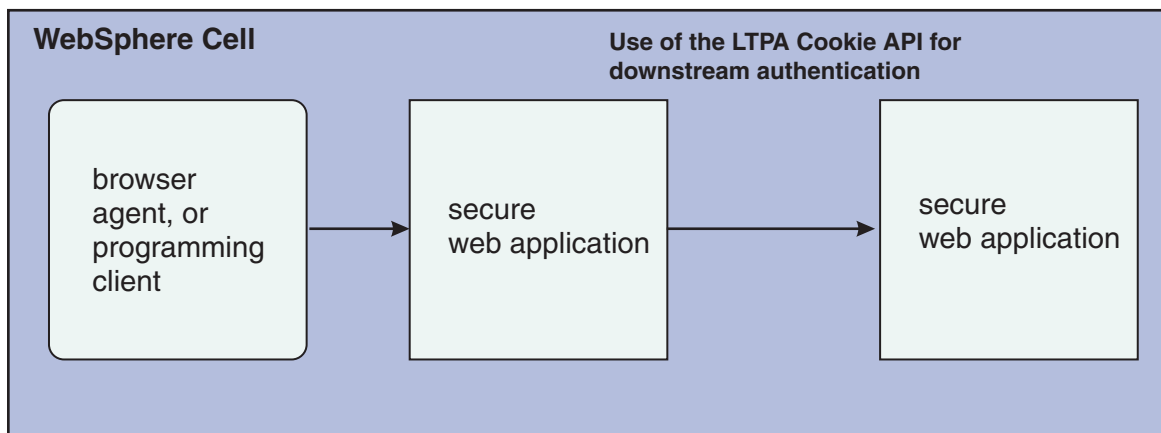 WebSphere Cell
Use of the LTPA Cookie API for
downstream authentication
browser
agent, or
programming
client
secure
web application
secure
web application